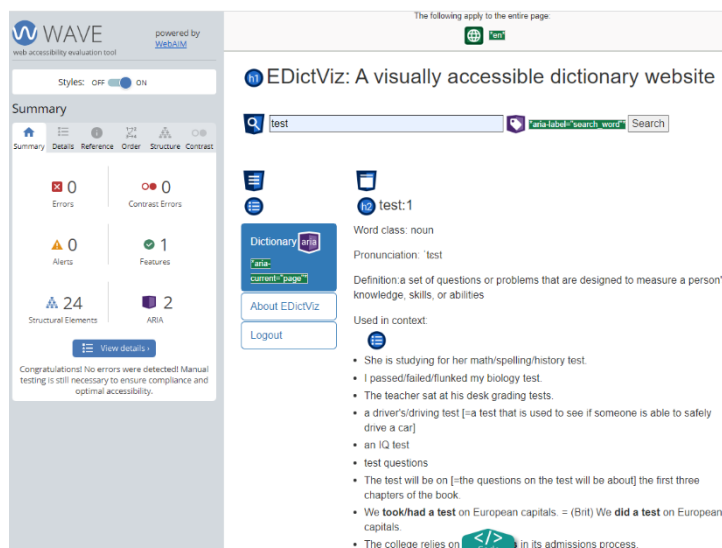 WAVE
web accessibility evaluation tool
powered by
WebAIM
Styles: OFF ON
Summary
Summary Details Reference Order Structure Contrast
0
Errors
0
Contrast Errors
0
Alerts
1
Features
24
Structural Elements
2
ARIA
View details ›
Congratulations! No errors were detected! Manual
testing is still necessary to ensure compliance and
optimal accessibility.
The following apply to the entire page:
*"en"
h1 EDictViz: A visually accessible dictionary website
test
*aria-label="search_word"* Search
h2 test:1
Dictionary aria
*aria-
current="page"*
About EDictViz
Logout
Word class: noun
Pronunciation: ˈtɛst
Definition:a set of questions or problems that are designed to measure a person'
knowledge, skills, or abilities
Used in context:
• She is studying for her math/spelling/history test.
• I passed/failed/flunked my biology test.
• The teacher sat at his desk grading tests.
• a driver's/driving test [=a test that is used to see if someone is able to safely
drive a car]
• an IQ test
• test questions
• The test will be on [=the questions on the test will be about] the first three
chapters of the book.
• We took/had a test on European capitals. = (Brit) We did a test on European
capitals.
• The college relies on </> s in its admissions process.